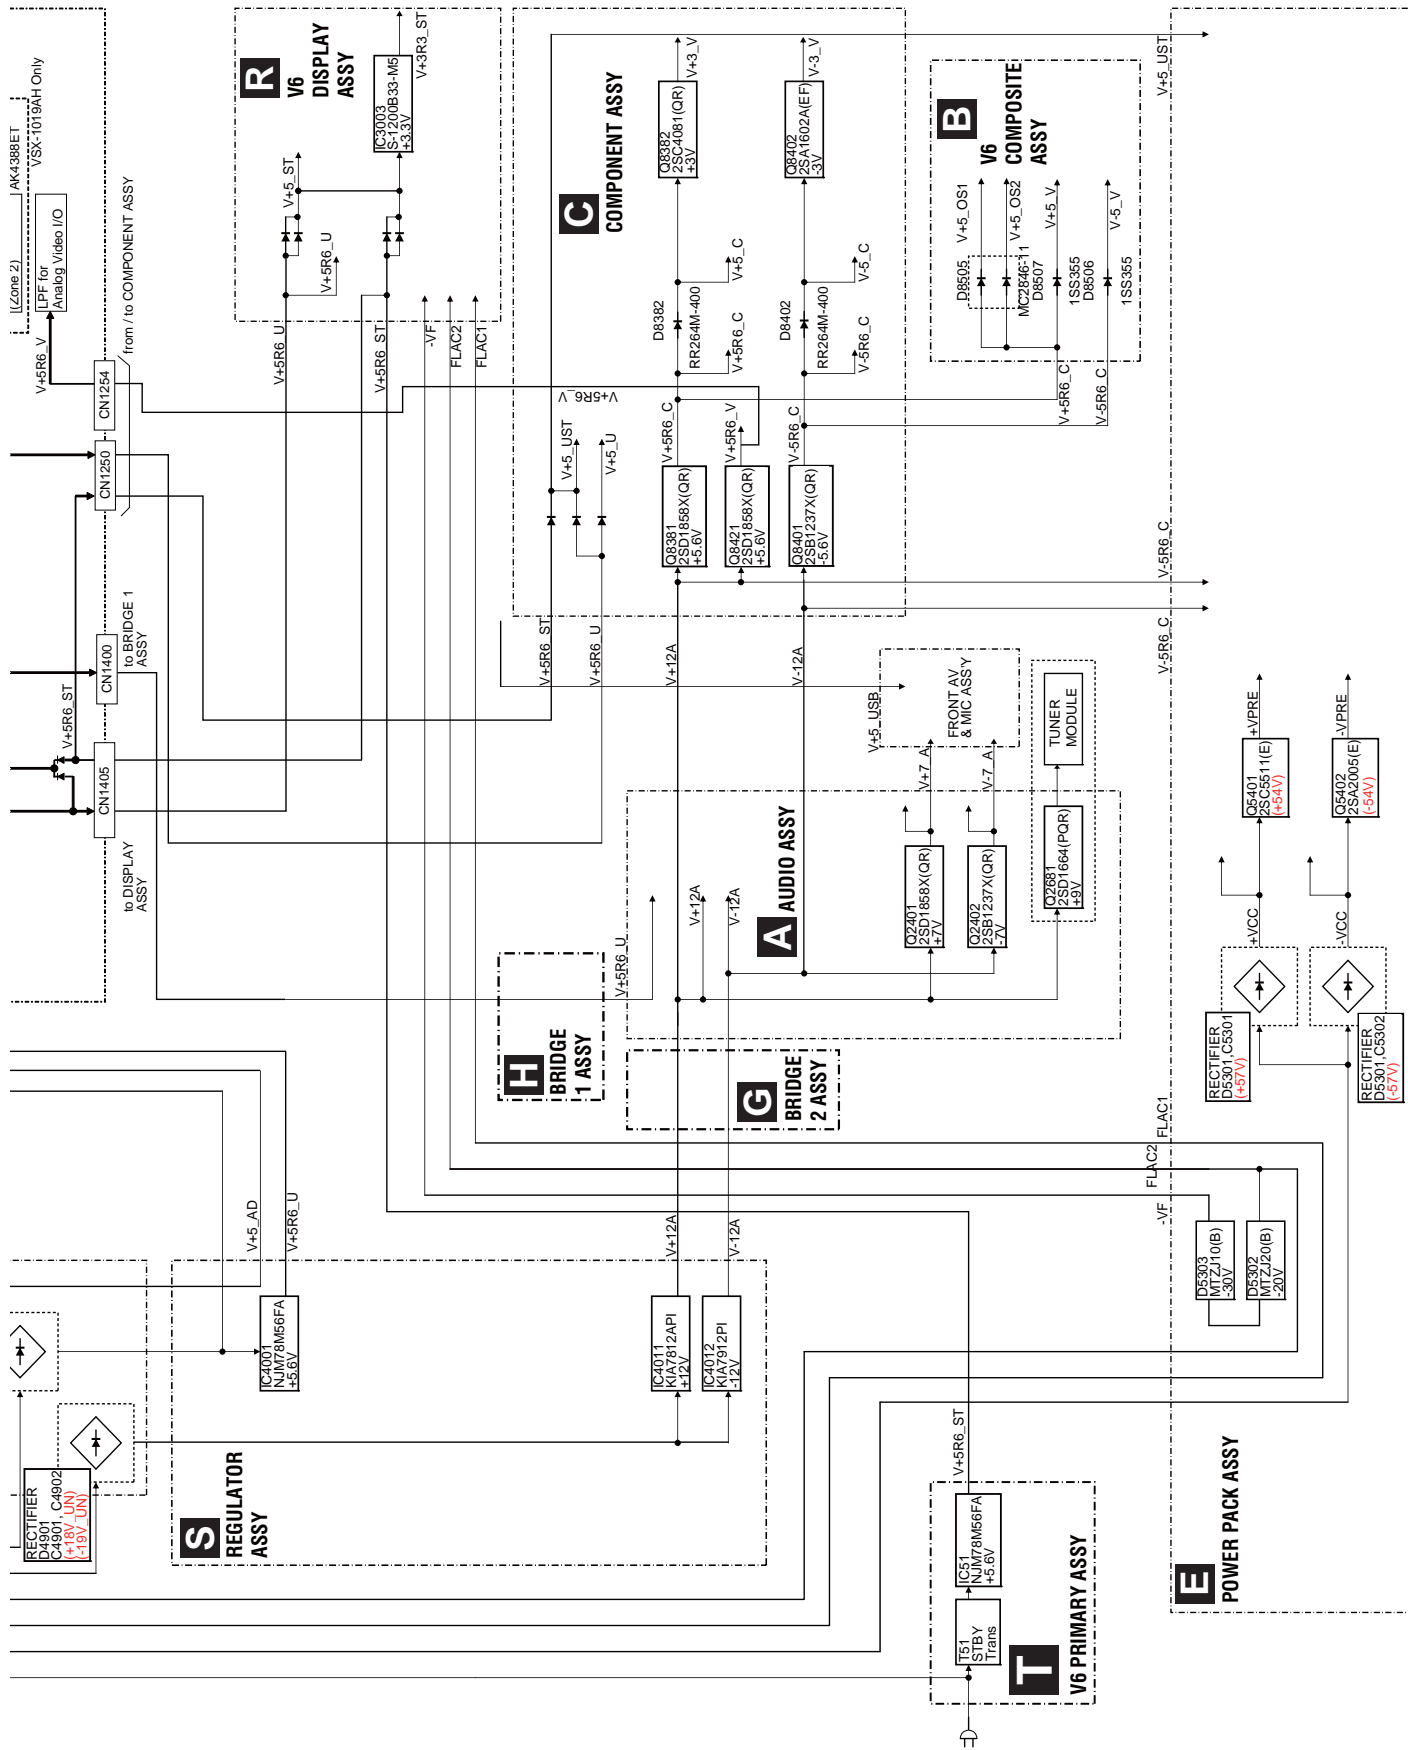 (Zone 2)
AK4388ET
VSX-1019AH Only
LPF for
Analog Video I/O
V+5R6_V
from / to COMPONENT ASSY
CN1254
CN1250
CN1400
CN1405
to BRIDGE 1
ASSY
V+5R6_ST
to DISPLAY
ASSY
R
V6
DISPLAY
ASSY
IC3003
S-1200B33-M5
+3.3V
V+3R3_ST
V+5_ST
V+5R6_U
V+5R6_U
V+5R6_ST
-VF
FLAC2
FLAC1
C
COMPONENT ASSY
Q8382
2SC4081(QR)
+3V
V+3_V
Q8402
2SA1602A(EF)
-3V
V-3_V
V+5_C
V-5_C
D8382
RR264M-400
D8402
RR264M-400
V+5R6_C
V-5R6_C
V+5R6_V
V+5_UST
V+5_U
V+5R6_C
V+5R6_V
V-5R6_C
Q8381
2SD1858X(QR)
+5.6V
Q8421
2SD1858X(QR)
+5.6V
Q8401
2SB1237X(QR)
-5.6V
V+5R6_ST
V+5R6_U
V+12A
V-12A
B
V6
COMPOSITE
ASSY
V+5_OS1
V+5_OS2
V+5_V
V-5_V
D8505
MC2846-11
D8507
1SS355
D8506
1SS355
V+5R6_C
V-5R6_C
V+5_UST
V-5R6_C
V-5R6_C
V+5_USB
FRONT AV
& MIC ASS'Y
V+7_A
V-7_A
TUNER
MODULE
A
AUDIO ASSY
Q2401
2SD1858X(QR)
+7V
Q2402
2SB1237X(QR)
-7V
Q2681
2SD1664(PQR)
+9V
V+12A
V-12A
V+5R6_U
H
BRIDGE
1 ASSY
G
BRIDGE
2 ASSY
Q5401
2SC5511(E)
(+54V)
+VPRE
Q5402
2SA2005(E)
(-54V)
-VPRE
+VCC
-VCC
RECTIFIER
D5301,C5301
(+57V)
RECTIFIER
D5301,C5302
(-57V)
FLAC1
FLAC2
-VF
D5303
MTZJ10(B)
-30V
D5302
MTZJ20(B)
-20V
V+5_AD
V+5R6_U
V+12A
V-12A
IC4001
NJM78M56FA
+5.6V
IC4011
KIA7812API
+12V
IC4012
KIA7912PI
-12V
S
REGULATOR
ASSY
RECTIFIER
D4901
C4901, C4902
(+18V_UN)
(-19V_UN)
V+5R6_ST
IC51
NJM78M56FA
+5.6V
T51
STBY
Trans
T
V6 PRIMARY ASSY
E
POWER PACK ASSY